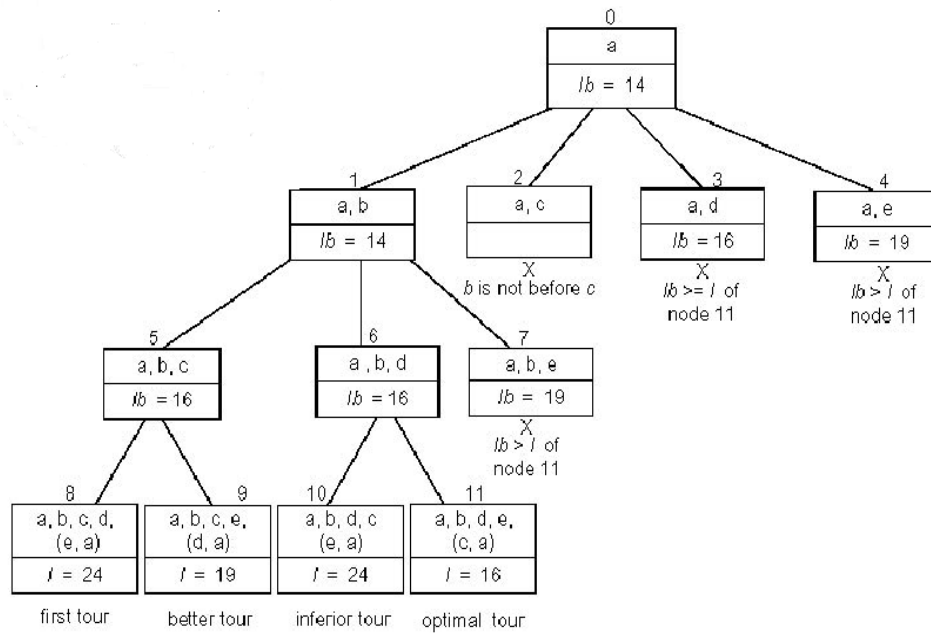 0
a
lb = 14
1
a, b
lb = 14
2
a, c
X
b is not before c
3
a, d
lb = 16
X
lb >= l of
node 11
4
a, e
lb = 19
X
lb > l of
node 11
5
a, b, c
lb = 16
6
a , b, d
lb = 16
7
a, b, e
lb = 19
X
lb > l of
node 11
8
a, b, c, d,
(e, a)
l = 24
first tour
9
a, b, c, e,
(d, a)
l = 19
better tour
10
a, b, d, c
(e, a)
l = 24
inferior tour
11
a, b, d, e,
(c, a)
l = 16
optimal tour